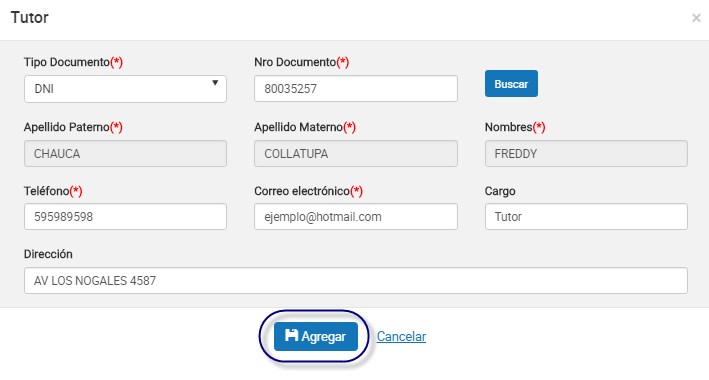 Tutor ×
Tipo Documento(*) Nro Documento(*)
DNI 80035257 Buscar
Apellido Paterno(*) Apellido Materno(*) Nombres(*)
CHAUCA COLLATUPA FREDDY
Teléfono(*) Correo electrónico(*) Cargo
595989598 ejemplo@hotmail.com Tutor
Dirección
AV LOS NOGALES 4587
Agregar Cancelar